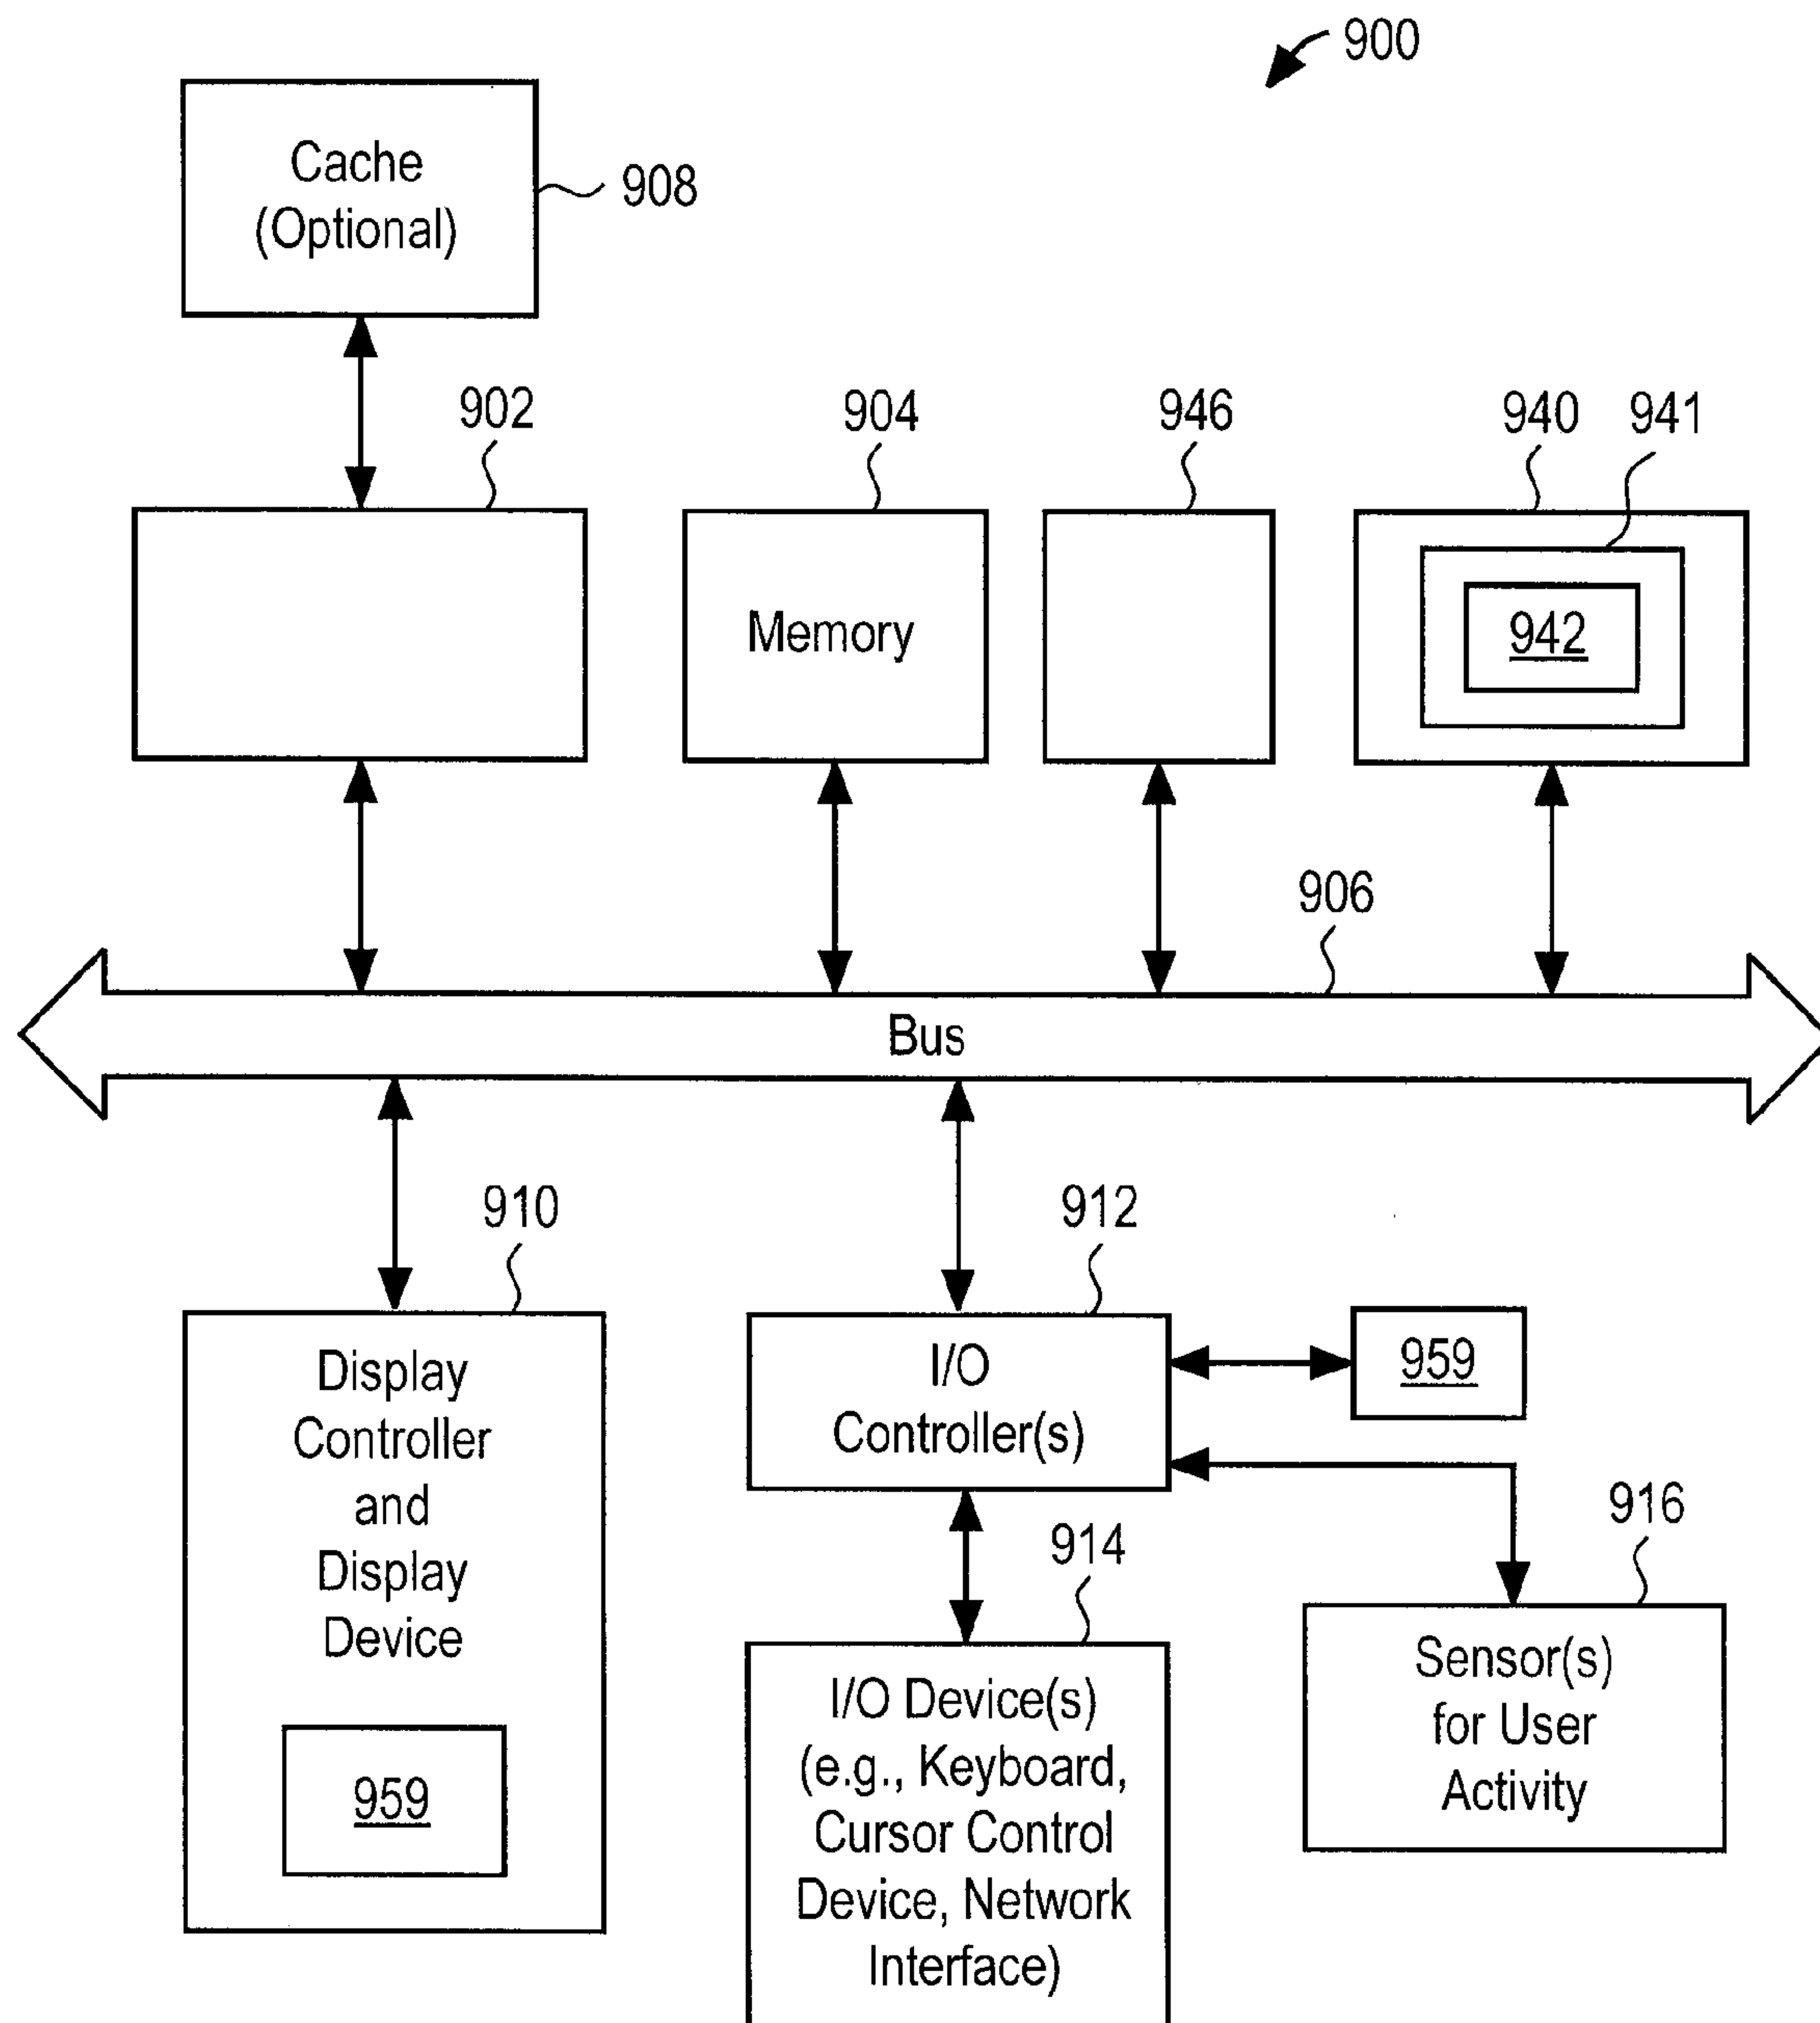 900
Cache
(Optional)
908
902
904
946
940
941
Memory
942
906
Bus
910
912
Display
Controller
and
Display
Device
959
I/O
Controller(s)
959
914
916
I/O Device(s)
(e.g., Keyboard,
Cursor Control
Device, Network
Interface)
Sensor(s)
for User
Activity